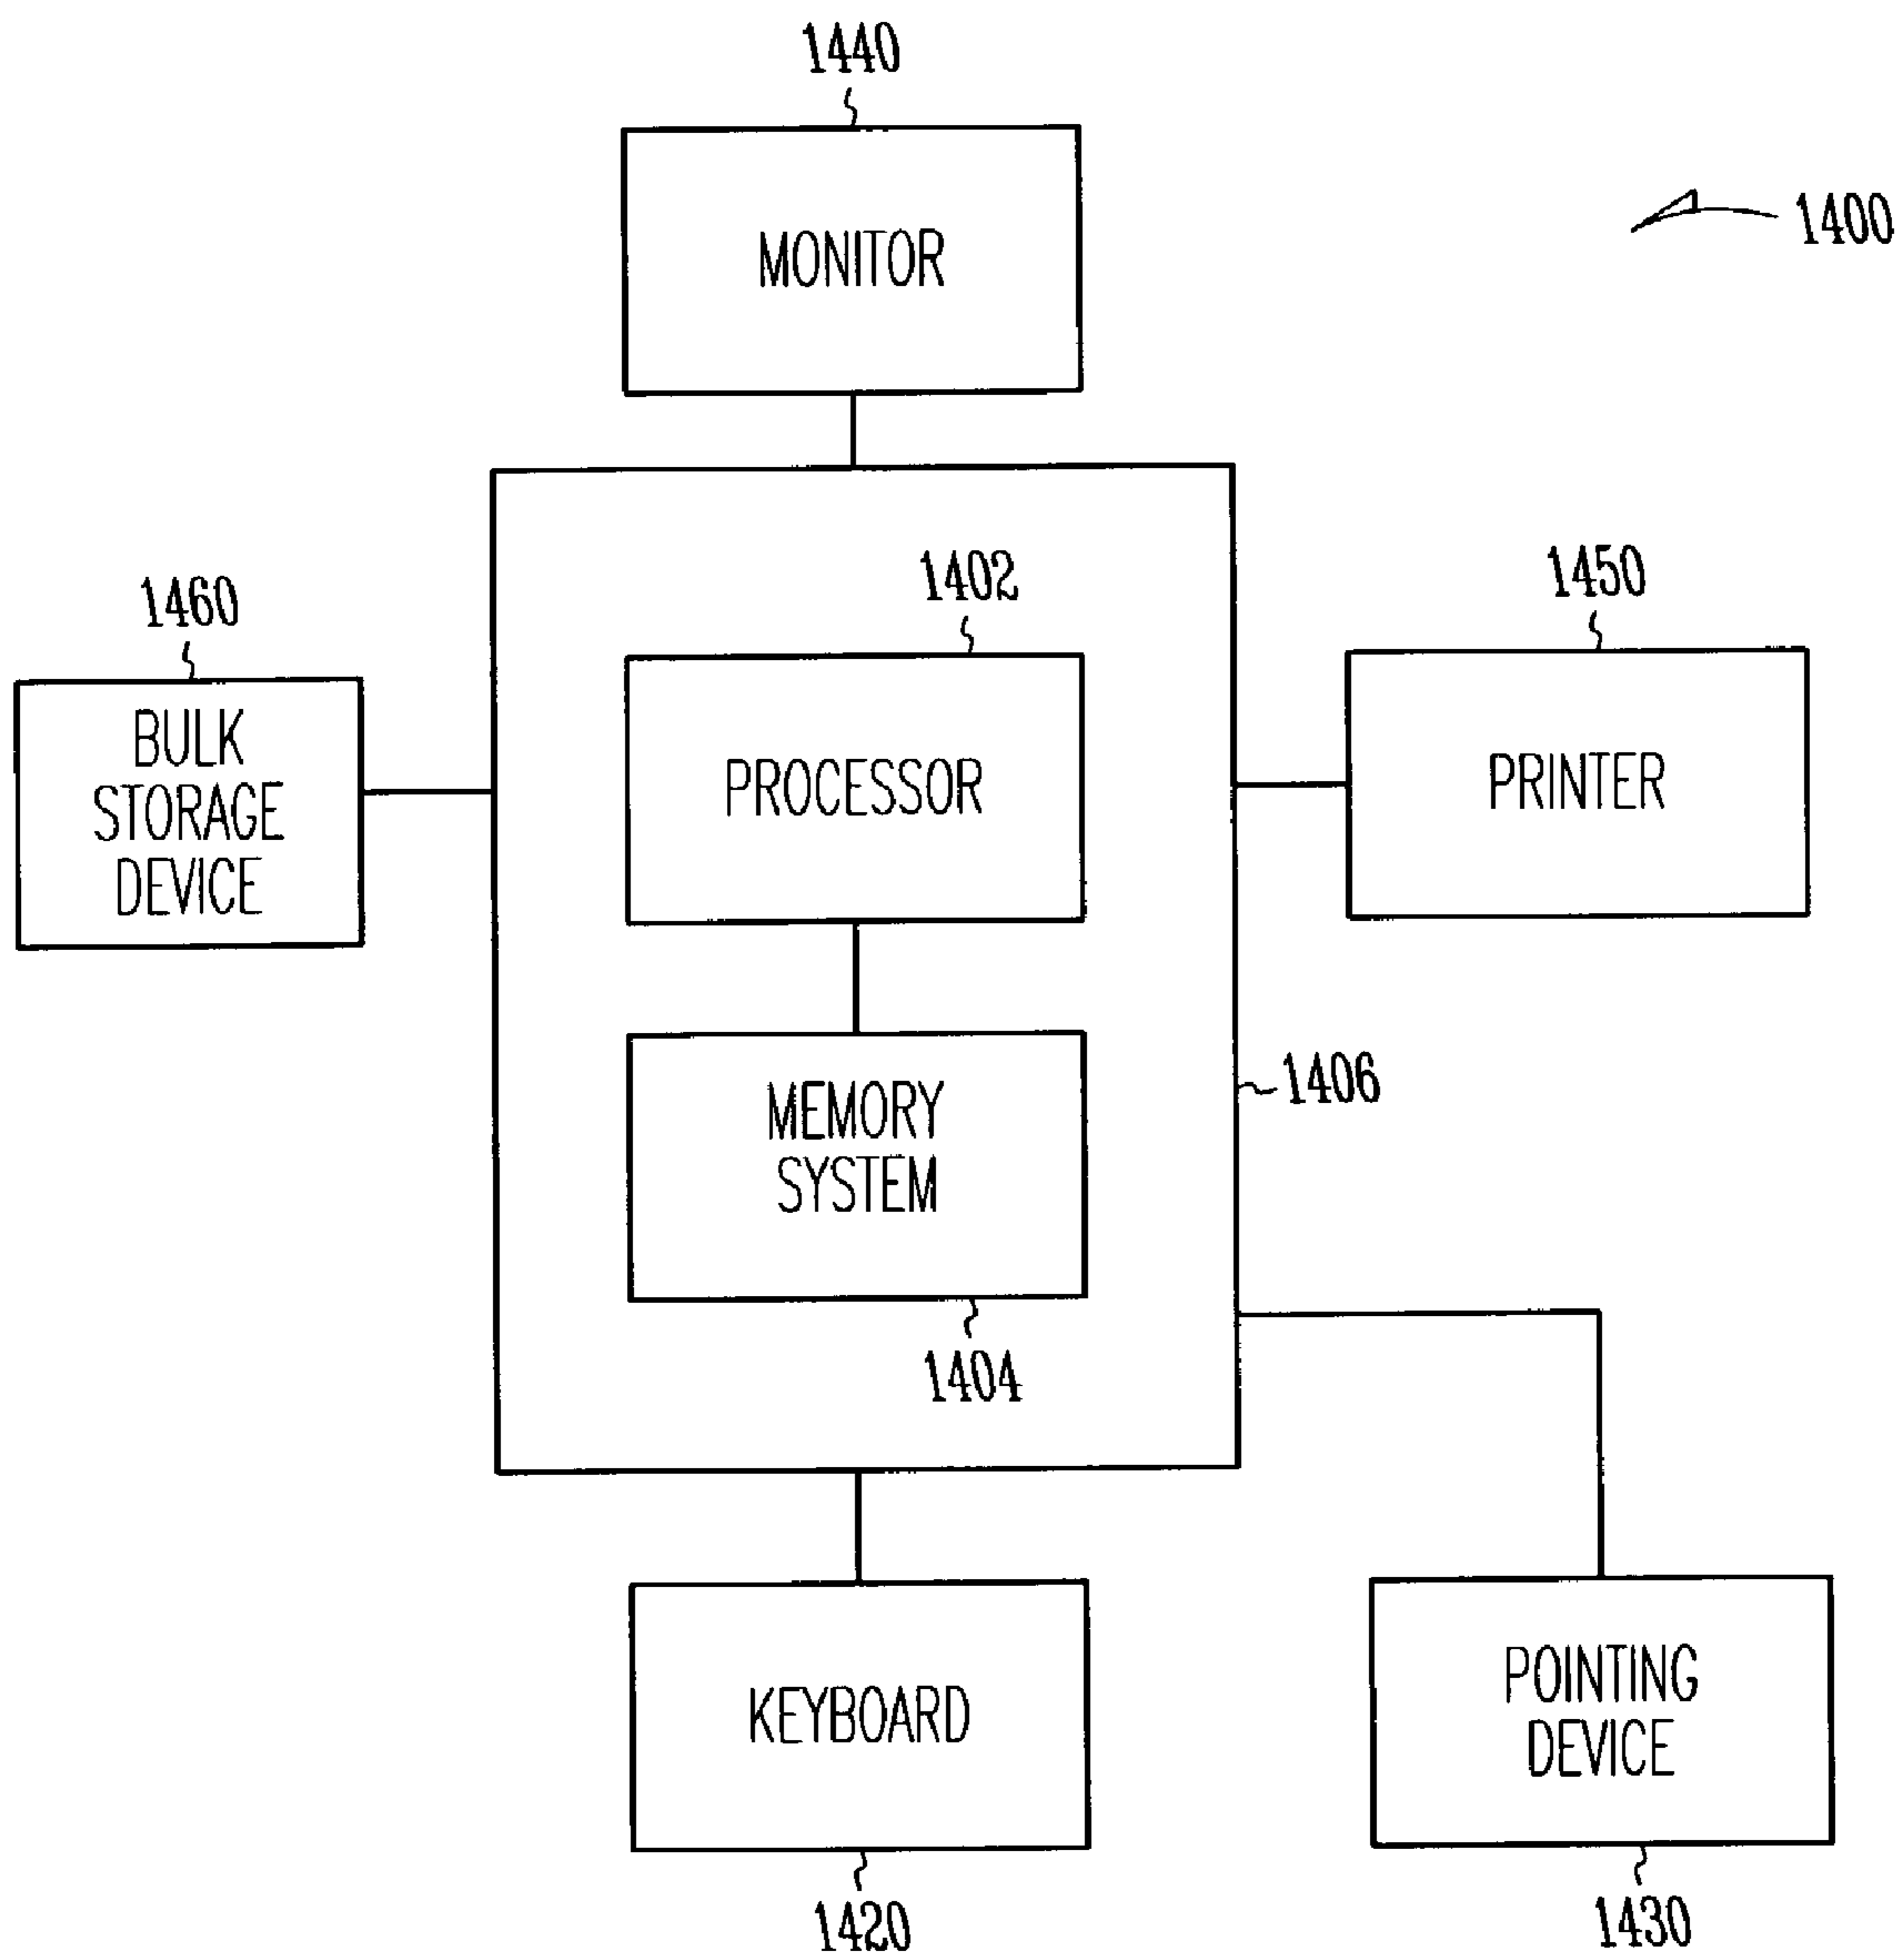 1440
MONITOR
1400
1402
1450
1460
BULK
STORAGE
DEVICE
PROCESSOR
PRINTER
MEMORY
SYSTEM
1406
1404
KEYBOARD
POINTING
DEVICE
1420
1430